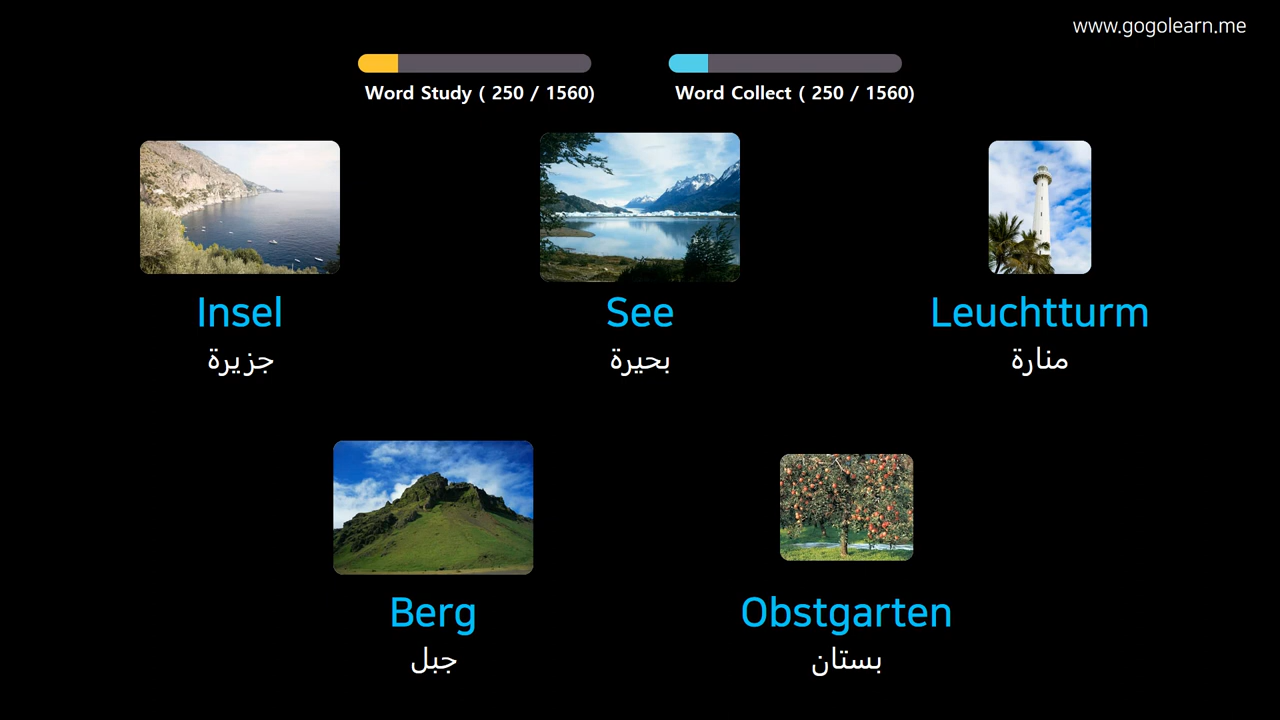 www.gogolearn.me
Word Study ( 250 / 1560)
Word Collect ( 250 / 1560)
Insel
جزيرة
See
بحيرة
Leuchtturm
منارة
Berg
جبل
Obstgarten
بستان